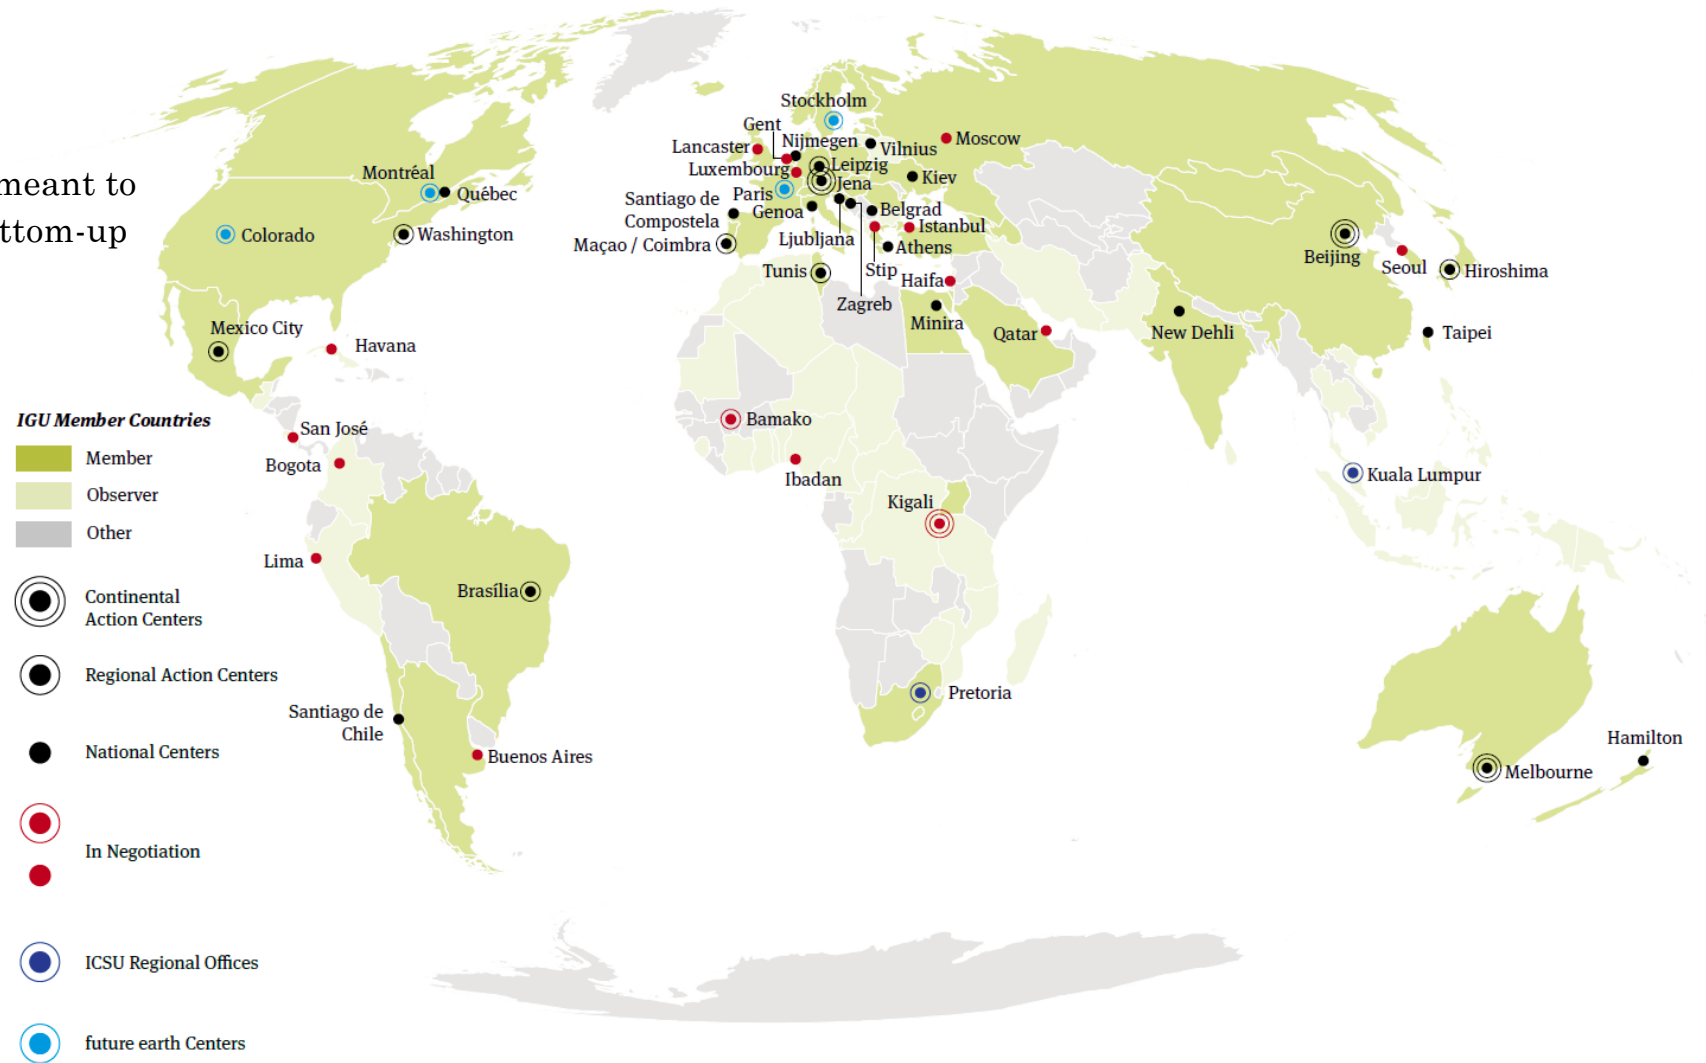 meant to
ttom-up
Stockholm
Gent
Nijmegen
Lancaster
Vilnius
Moscow
Leipzig
Luxembourg
Jena
Kiev
Montréal
Québec
Paris
Santiago de
Compostela
Genoa
Belgrad
Istanbul
Colorado
Washington
Maçao / Coimbra
Ljubljana
Athens
Beijing
Seoul
Hiroshima
Tunis
Stip
Haifa
Zagreb
Minira
Qatar
New Dehli
Taipei
Mexico City
Havana
IGU Member Countries
Member
Observer
Other
Continental
Action Centers
Regional Action Centers
National Centers
In Negotiation
ICSU Regional Offices
future earth Centers
San José
Bogota
Bamako
Ibadan
Kigali
Kuala Lumpur
Lima
Brasília
Pretoria
Santiago de
Chile
Buenos Aires
Hamilton
Melbourne